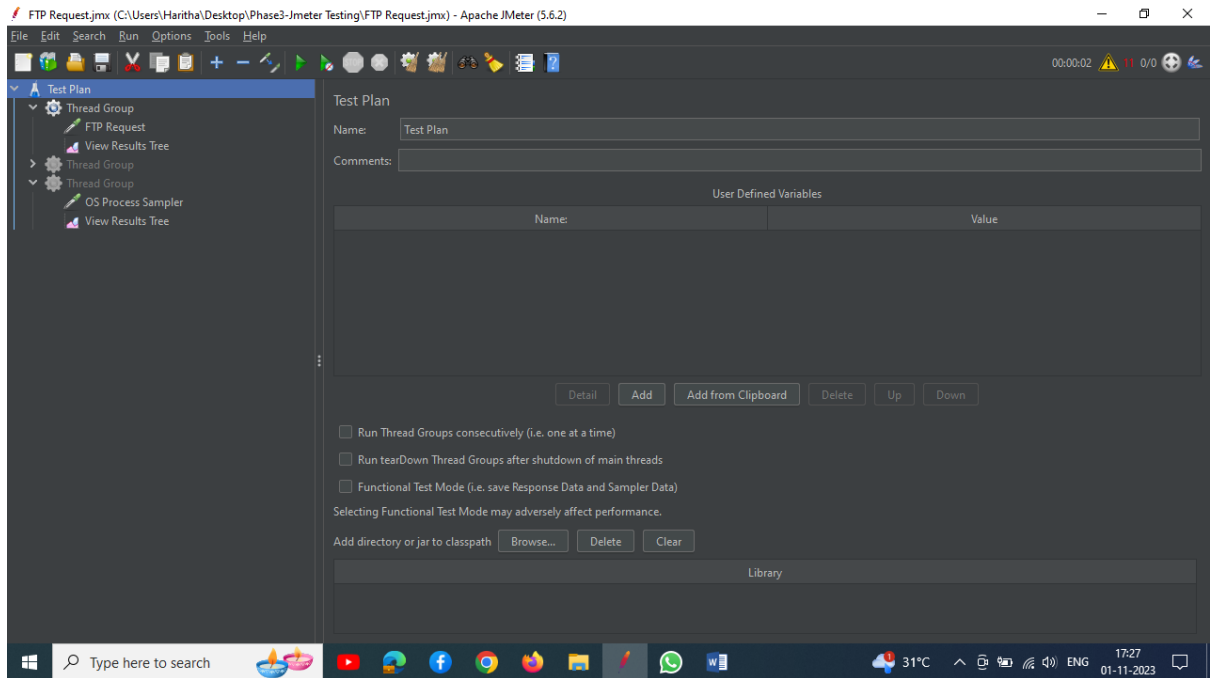 FTP Request.jmx (C:\Users\Haritha\Desktop\Phase3-Jmeter Testing\FTP Request.jmx) - Apache JMeter (5.6.2)
File Edit Search Run Options Tools Help
00:00:02 0/0
Test Plan
Thread Group
FTP Request
View Results Tree
Thread Group
Thread Group
OS Process Sampler
View Results Tree
Test Plan
Name: Test Plan
Comments:
User Defined Variables
Name: Value
Detail Add Add from Clipboard Delete Up Down
Run Thread Groups consecutively (i.e. one at a time)
Run tearDown Thread Groups after shutdown of main threads
Functional Test Mode (i.e. save Response Data and Sampler Data)
Selecting Functional Test Mode may adversely affect performance.
Add directory or jar to classpath Browse... Delete Clear
Library
Type here to search 1 31°C ENG 17:27
01-11-2023